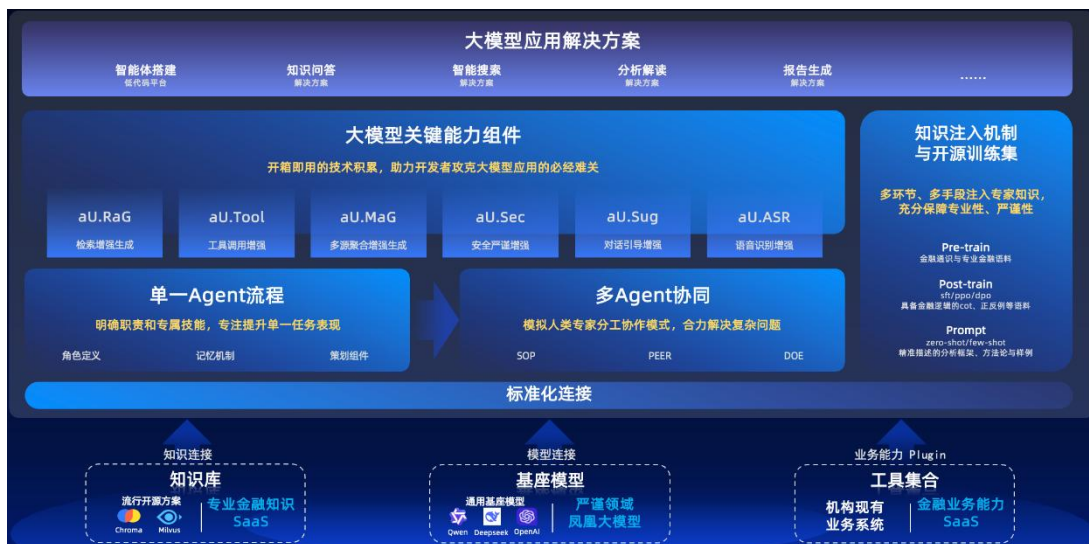 大模型应用解决方案
智能体搭建
低代码平台
知识问答
解决方案
智能搜索
解决方案
分析解读
解决方案
报告生成
解决方案
......
大模型关键能力组件
开箱即用的技术积累，助力开发者攻克大模型应用的必经难关
aU.RaG
检索增强生成
aU.Tool
工具调用增强
aU.MaG
多源聚合增强生成
aU.Sec
安全严谨增强
aU.Sug
对话引导增强
aU.ASR
语音识别增强
知识注入机制
与开源训练集
多环节、多手段注入专家知识，
充分保障专业性、严谨性
Pre-train
金融通识与专业金融语料
Post-train
sft/ppo/dpo
具备金融逻辑的cot、正反例等语料
Prompt
zero-shot/few-shot
精准描述的分析框架、方法论与样例
单一Agent流程
明确职责和专属技能，专注提升单一任务表现
角色定义
记忆机制
策划组件
多Agent协同
模拟人类专家分工协作模式，合力解决复杂问题
SOP
PEER
DOE
标准化连接
知识连接
知识库
流行开源方案
Chroma
Milvus
专业金融知识
SaaS
模型连接
基座模型
通用基座模型
Qwen
Deepseek
OpenAI
严谨领域
凤凰大模型
业务能力 Plugin
工具集合
机构现有
业务系统
金融业务能力
SaaS